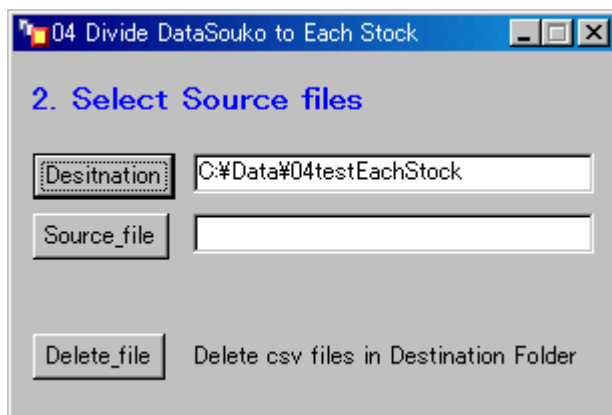 04 Divide DataSouko to Each Stock
2. Select Source files
Desitnation
C:¥Data¥04testEachStock
Source_file
Delete_file
Delete csv files in Destination Folder